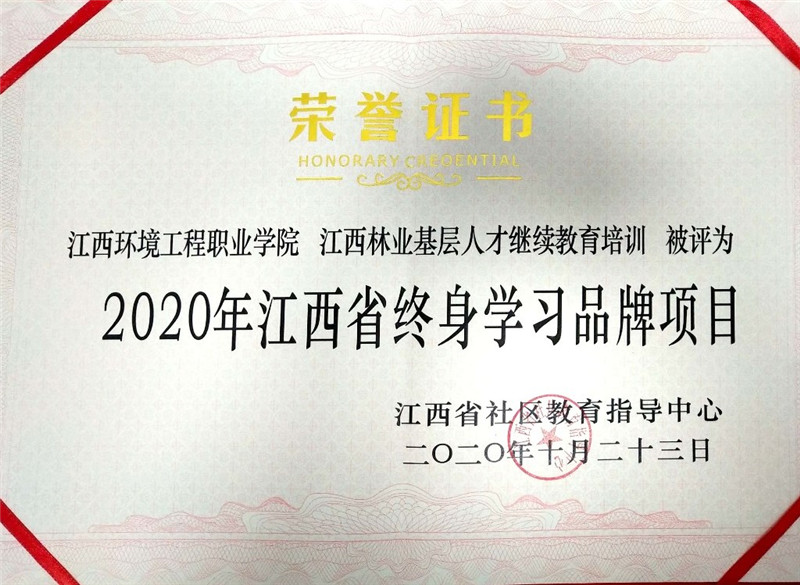 荣誉证书
HONORARY CREDENTIAL
江西环境工程职业学院 江西林业基层人才继续教育培训 被评为
2020年江西省终身学习品牌项目
江西省社区教育指导中心
二〇二〇年十月二十三日